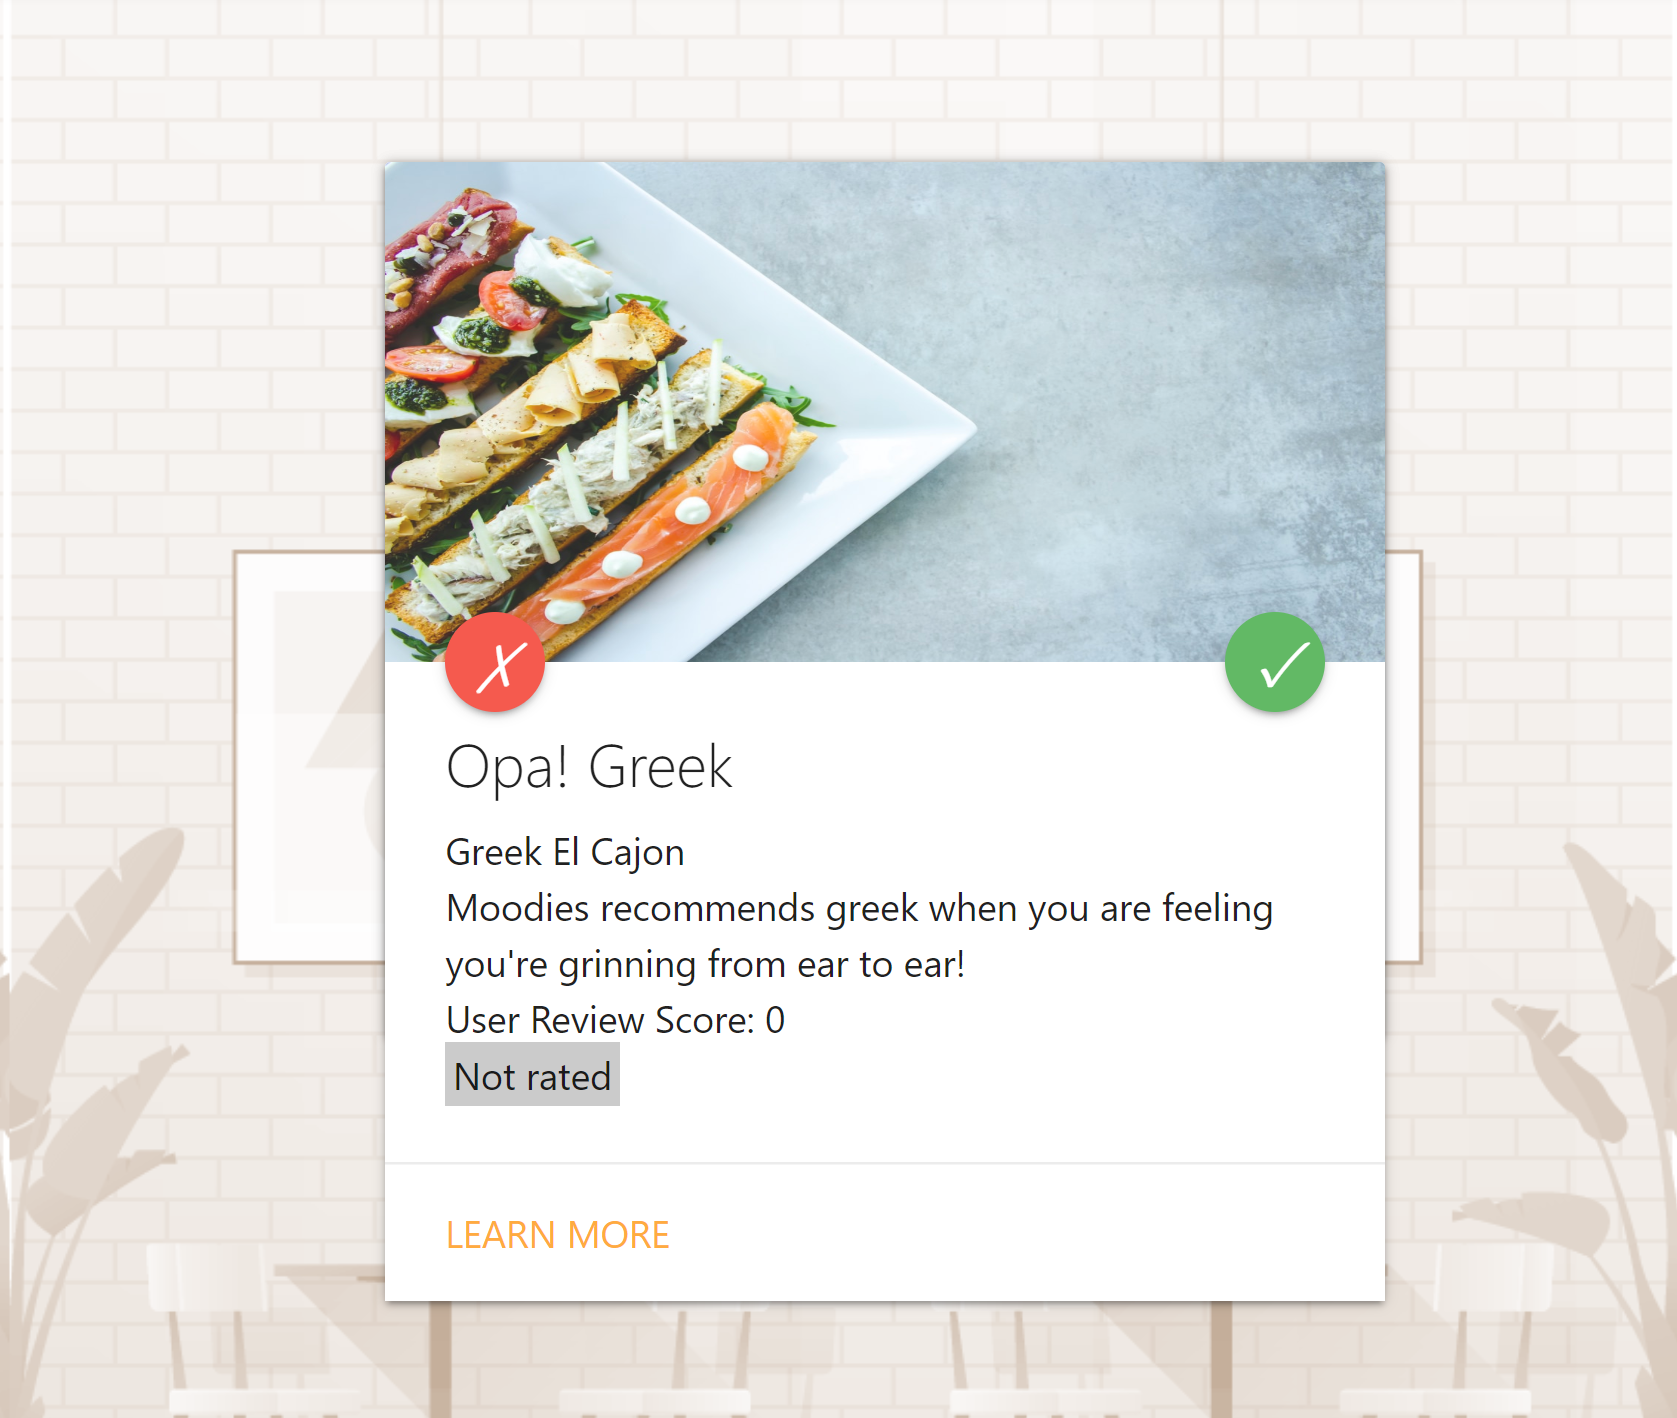 ✗
✓
Opa! Greek
Greek El Cajon
Moodies recommends greek when you are feeling
you're grinning from ear to ear!
User Review Score: 0
Not rated
LEARN MORE